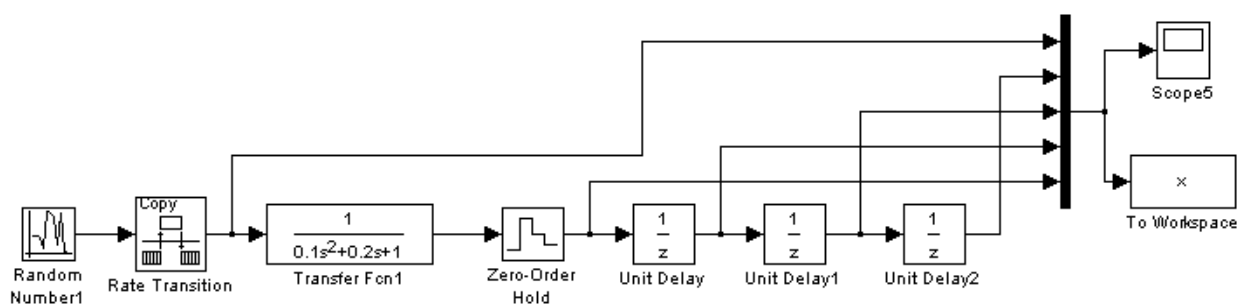 Scope5
x
To Workspace
Random
Number1
Copy
Rate Transition
1
0.1s²+0.2s+1
Transfer Fcn1
Zero-Order
Hold
1
z
Unit Delay
1
z
Unit Delay1
1
z
Unit Delay2